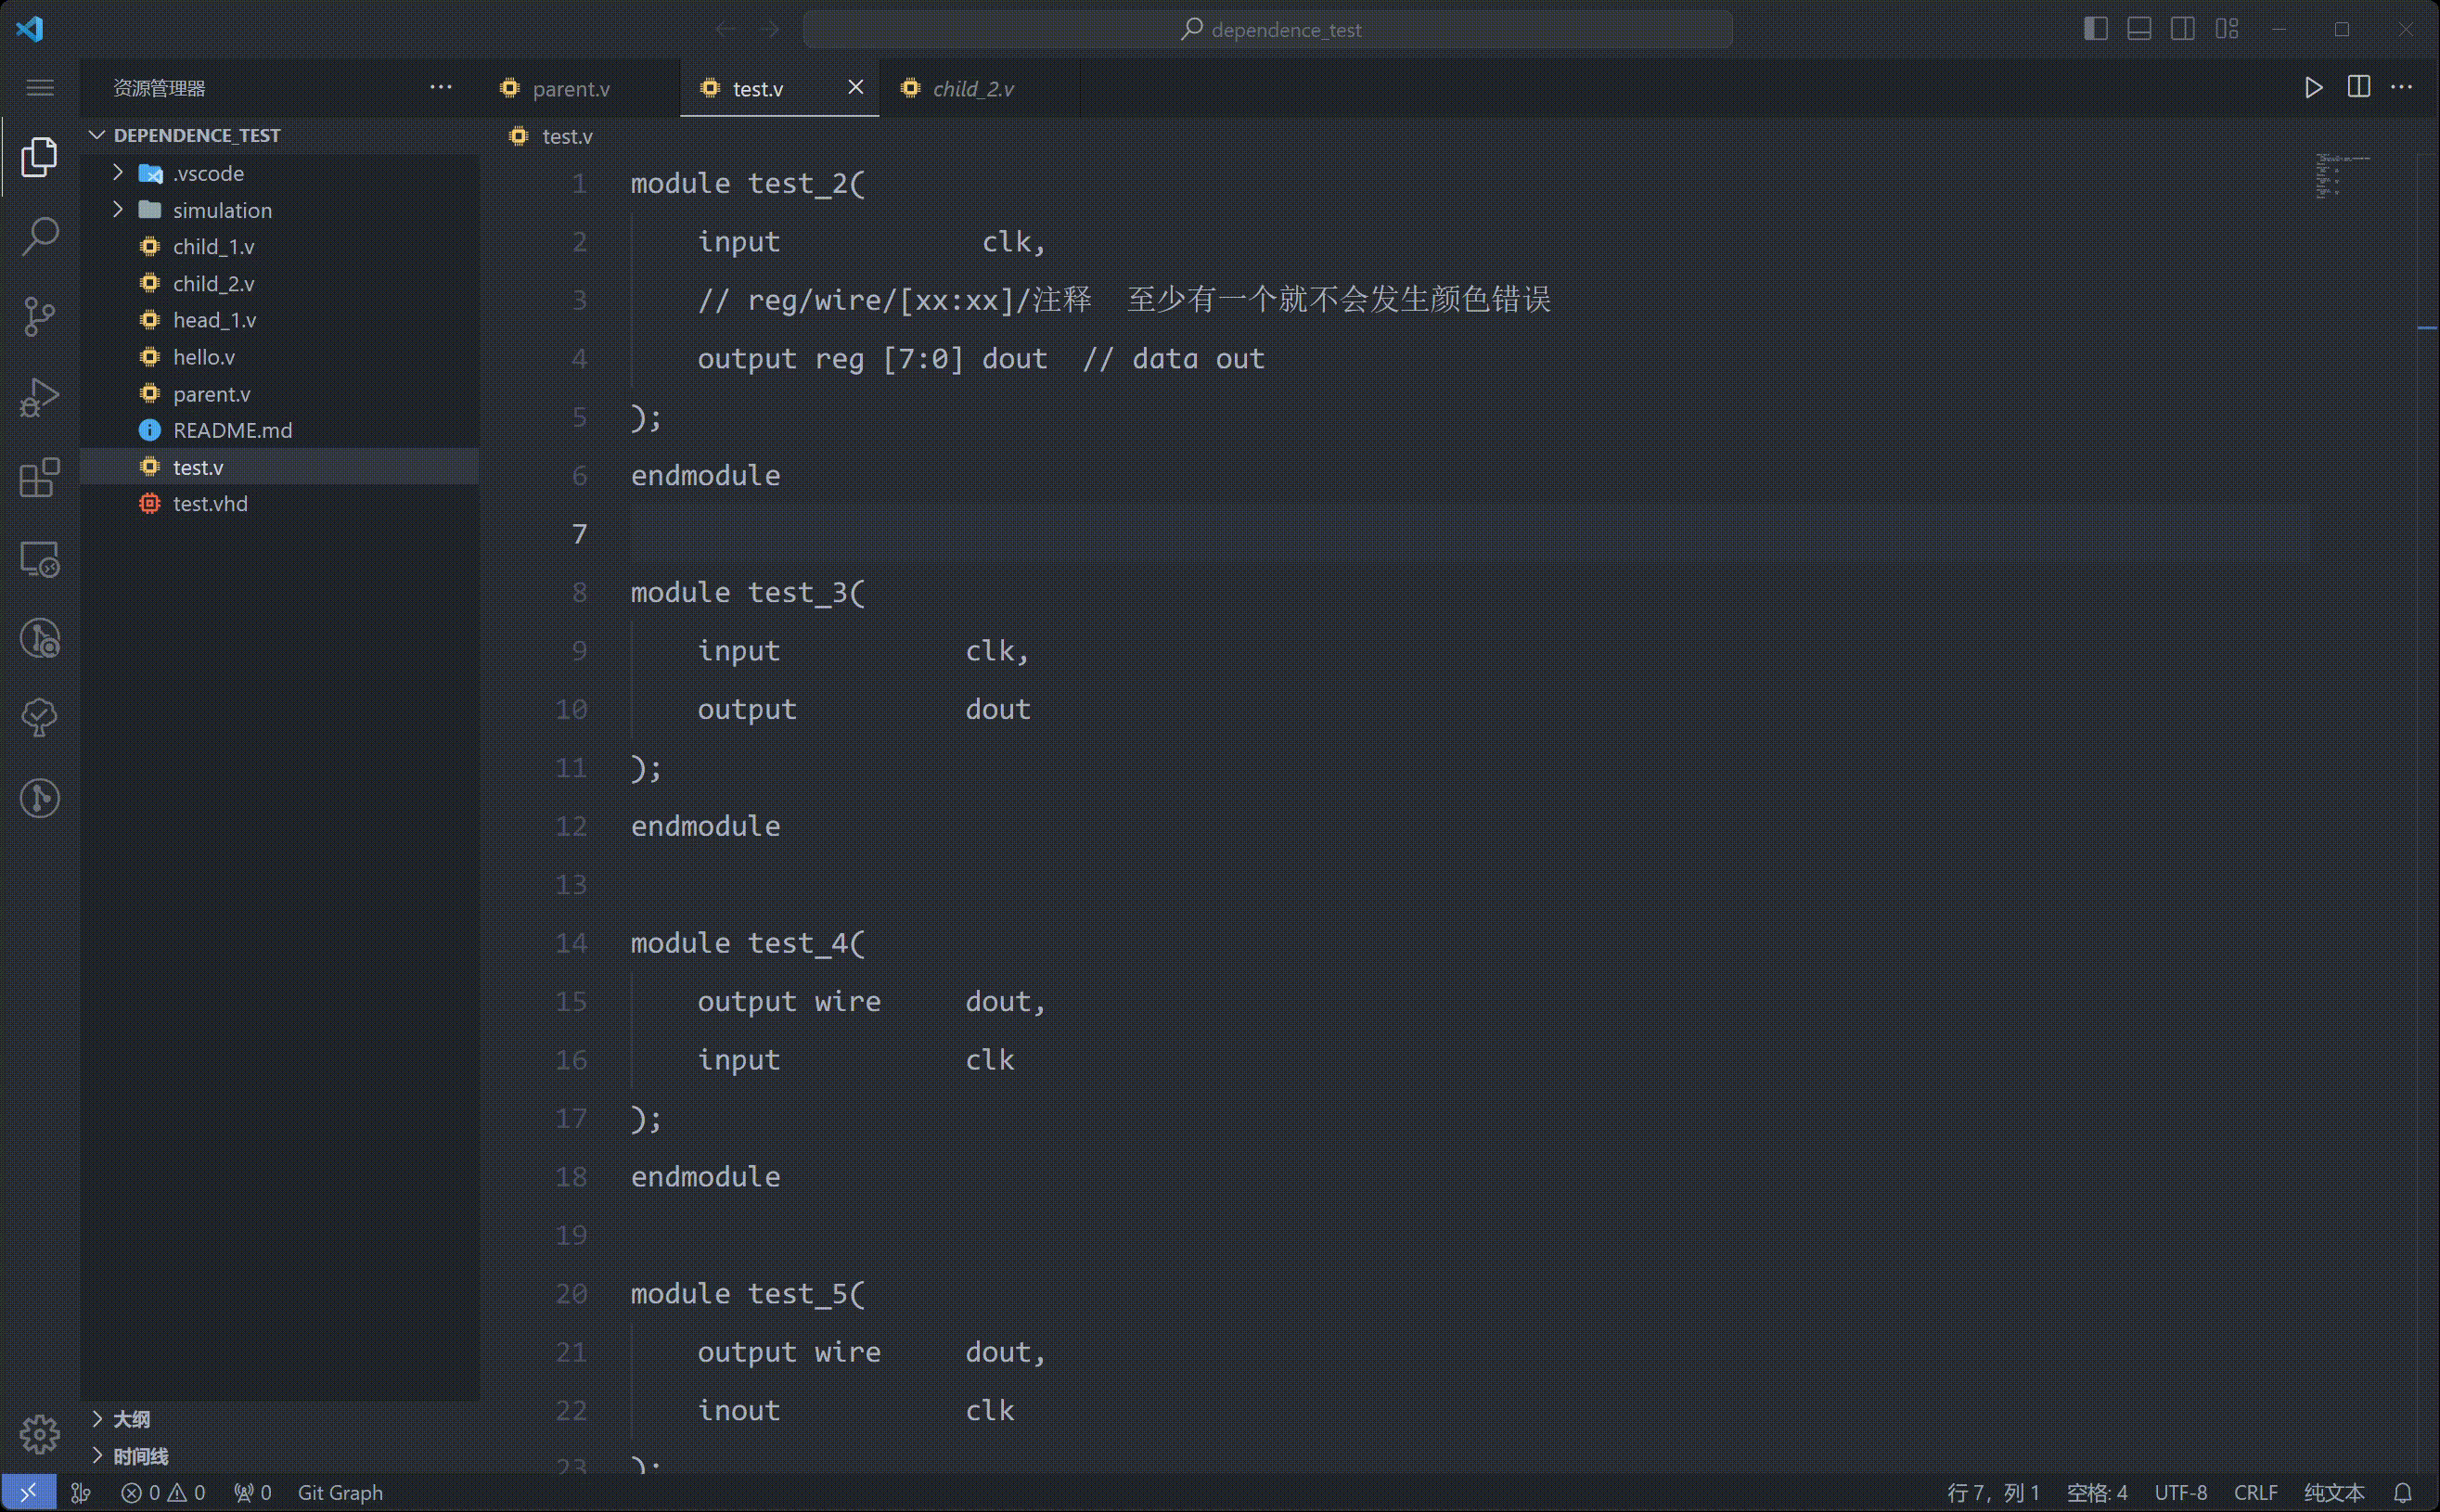 dependence_test
资源管理器
parent.v
test.v
child_2.v
DEPENDENCE_TEST
.vscode
simulation
child_1.v
child_2.v
head_1.v
hello.v
parent.v
README.md
test.v
test.vhd
大纲
时间线
test.v
1 module test_2(
2     input            clk,
3     // reg/wire/[xx:xx]/注释  至少有一个就不会发生颜色错误
4     output reg [7:0] dout  // data out
5 );
6 endmodule
7
8 module test_3(
9     input           clk,
10     output          dout
11 );
12 endmodule
13
14 module test_4(
15     output wire     dout,
16     input           clk
17 );
18 endmodule
19
20 module test_5(
21     output wire     dout,
22     inout           clk
23 );
0 0 0 Git Graph 行 7，列 1 空格: 4 UTF-8 CRLF 纯文本